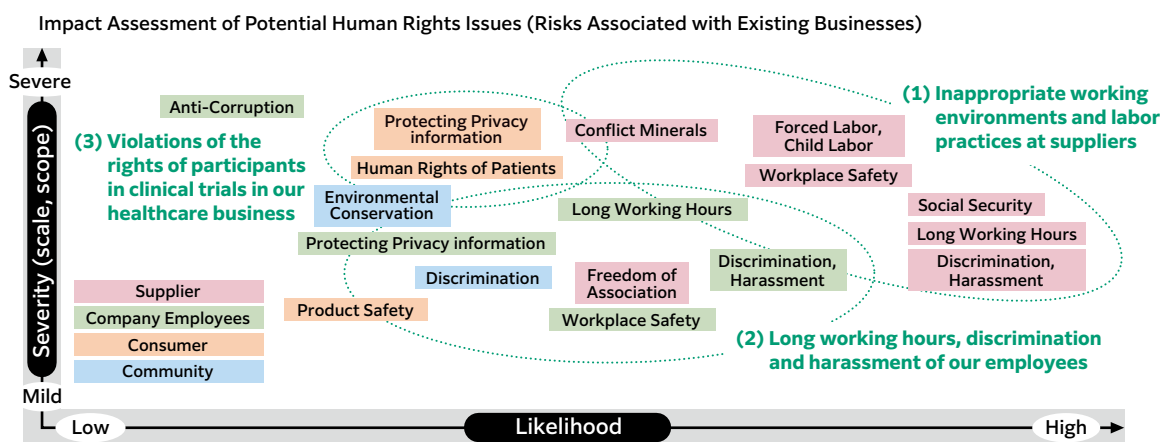 Impact Assessment of Potential Human Rights Issues (Risks Associated with Existing Businesses)
Severe
Severity (scale, scope)
Mild
Anti-Corruption
(3) Violations of the
rights of participants
in clinical trials in our
healthcare business
Protecting Privacy
information
Human Rights of Patients
Environmental
Conservation
Protecting Privacy information
Conflict Minerals
Forced Labor,
Child Labor
Workplace Safety
(1) Inappropriate working
environments and labor
practices at suppliers
Long Working Hours
Social Security
Long Working Hours
Discrimination,
Harassment
Discrimination,
Harassment
Discrimination
Freedom of
Association
Product Safety
Workplace Safety
(2) Long working hours, discrimination
and harassment of our employees
Supplier
Company Employees
Consumer
Community
Low
Likelihood
High